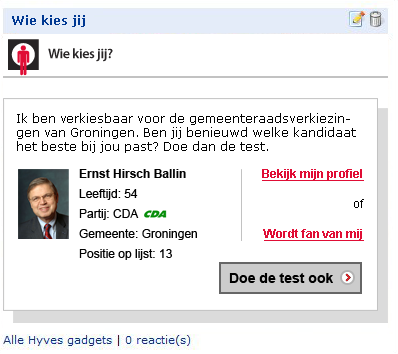 Wie kies jij
Wie kies jij?
Ik ben verkiesbaar voor de gemeenteraadsverkiezin-
gen van Groningen. Ben jij benieuwd welke kandidaat
het beste bij jou past? Doe dan de test.
Ernst Hirsch Ballin
Leeftijd: 54
Partij: CDA CDA
Gemeente: Groningen
Positie op lijst: 13
Bekijk mijn profiel
of
Wordt fan van mij
Doe de test ook
Alle Hyves gadgets | 0 reactie(s)